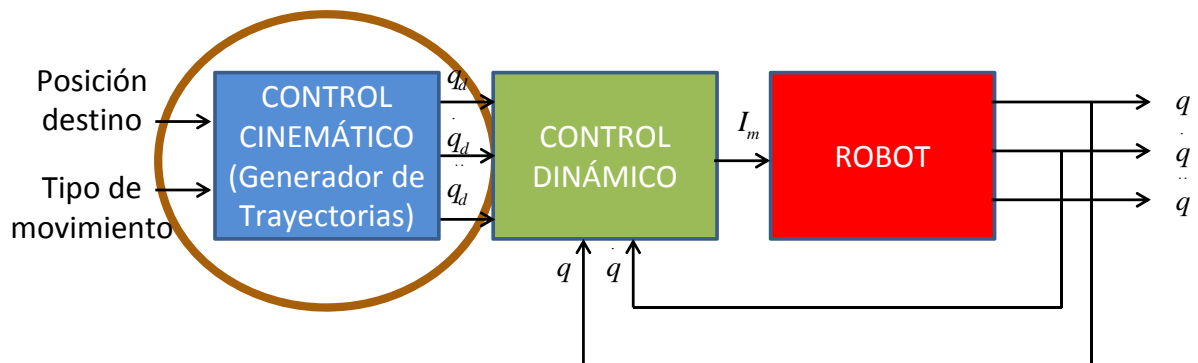 Posición
destino
Tipo de
movimiento
CONTROL
CINEMÁTICO
(Generador de
Trayectorias)
q_d
q̇_d
q̈_d
CONTROL
DINÁMICO
I_m
ROBOT
q
q̇
q̈
q
q̇